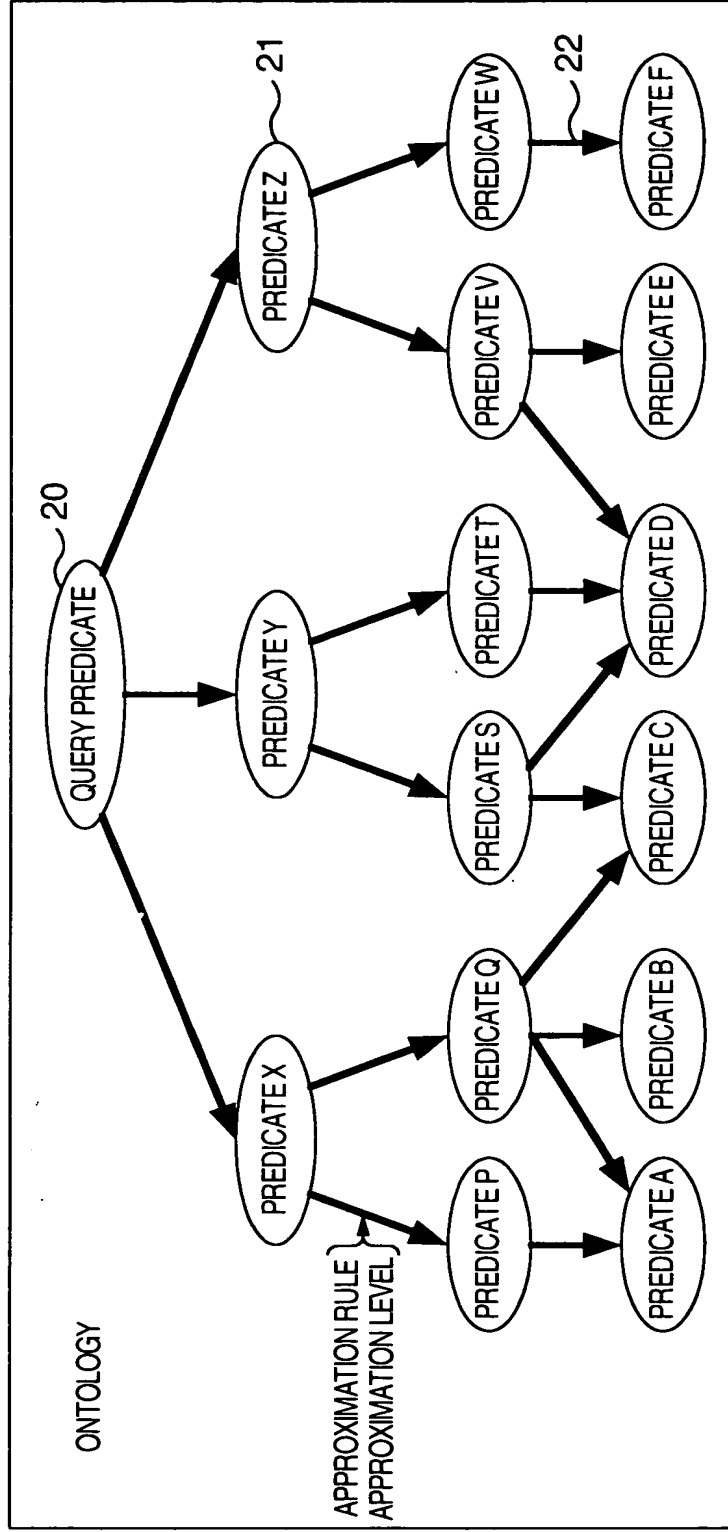 ONTOLOGY
QUERY PREDICATE
20
PREDICATE X
PREDICATE Y
PREDICATE Z
21
APPROXIMATION RULE
APPROXIMATION LEVEL
PREDICATE P
PREDICATE Q
PREDICATE S
PREDICATE T
PREDICATE V
PREDICATE W
22
PREDICATE A
PREDICATE B
PREDICATE C
PREDICATE D
PREDICATE E
PREDICATE F